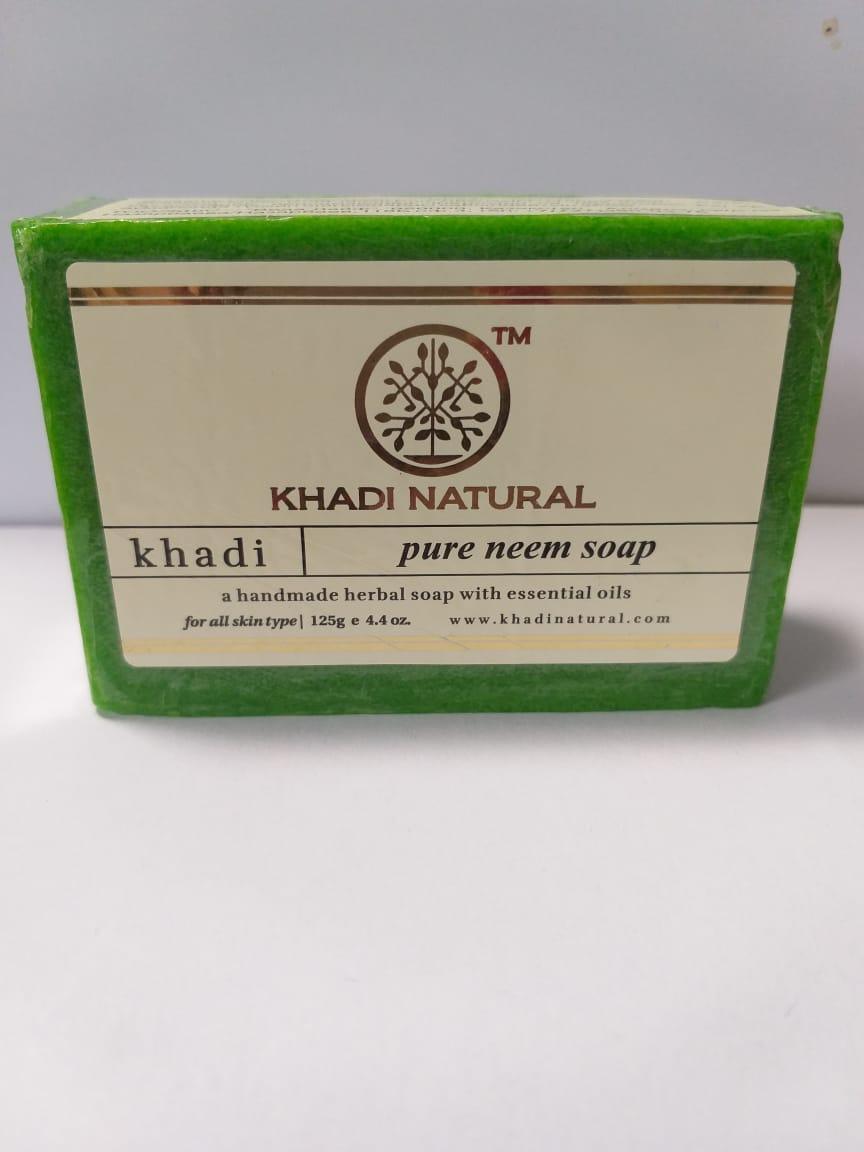 TM
KHADI NATURAL
khadi | pure neem soap
a handmade herbal soap with essential oils
for all skin type | 125g e 4.4 oz. www.khadinatural.com